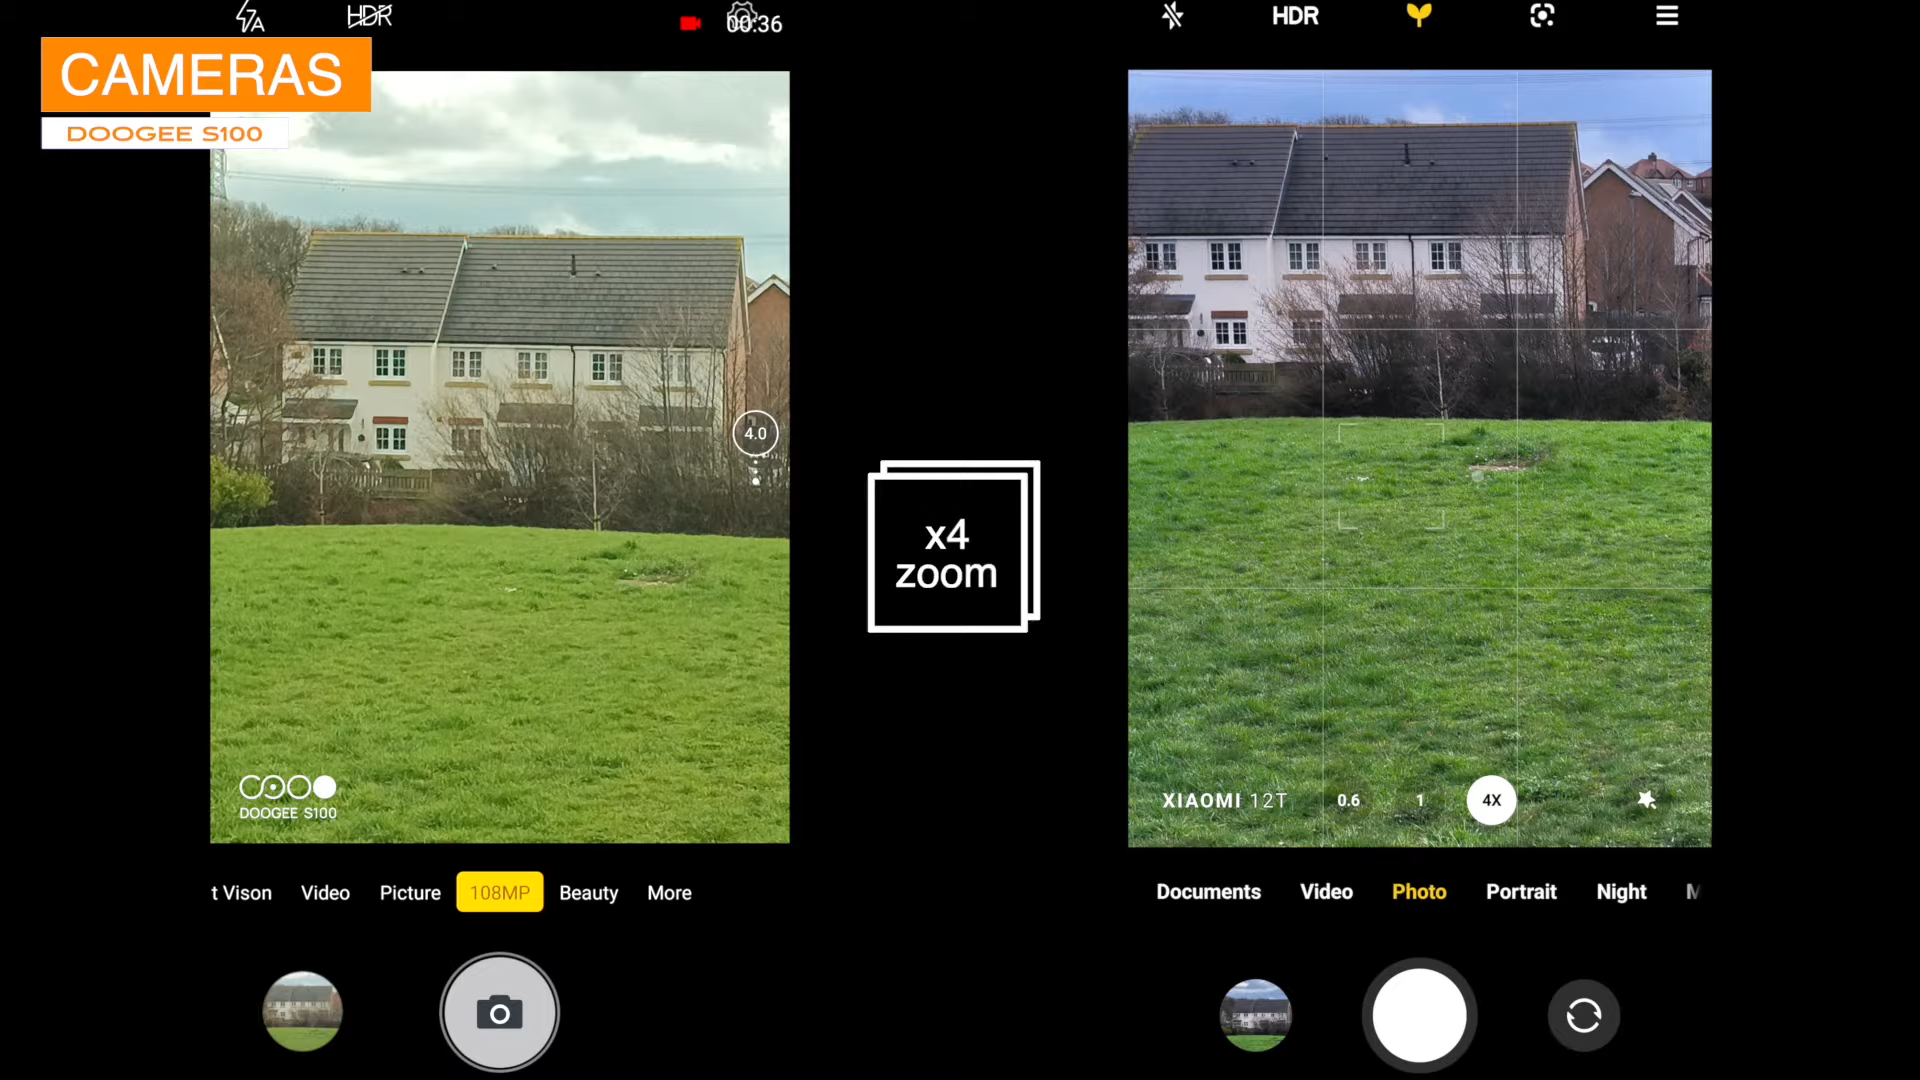 A
HDR
00:36
CAMERAS
DOOGEE S100
4.0
DOOGEE S100
t Vison Video Picture 108MP Beauty More
x4
zoom
HDR
XIAOMI 12T 0.6 1 4X
Documents Video Photo Portrait Night M